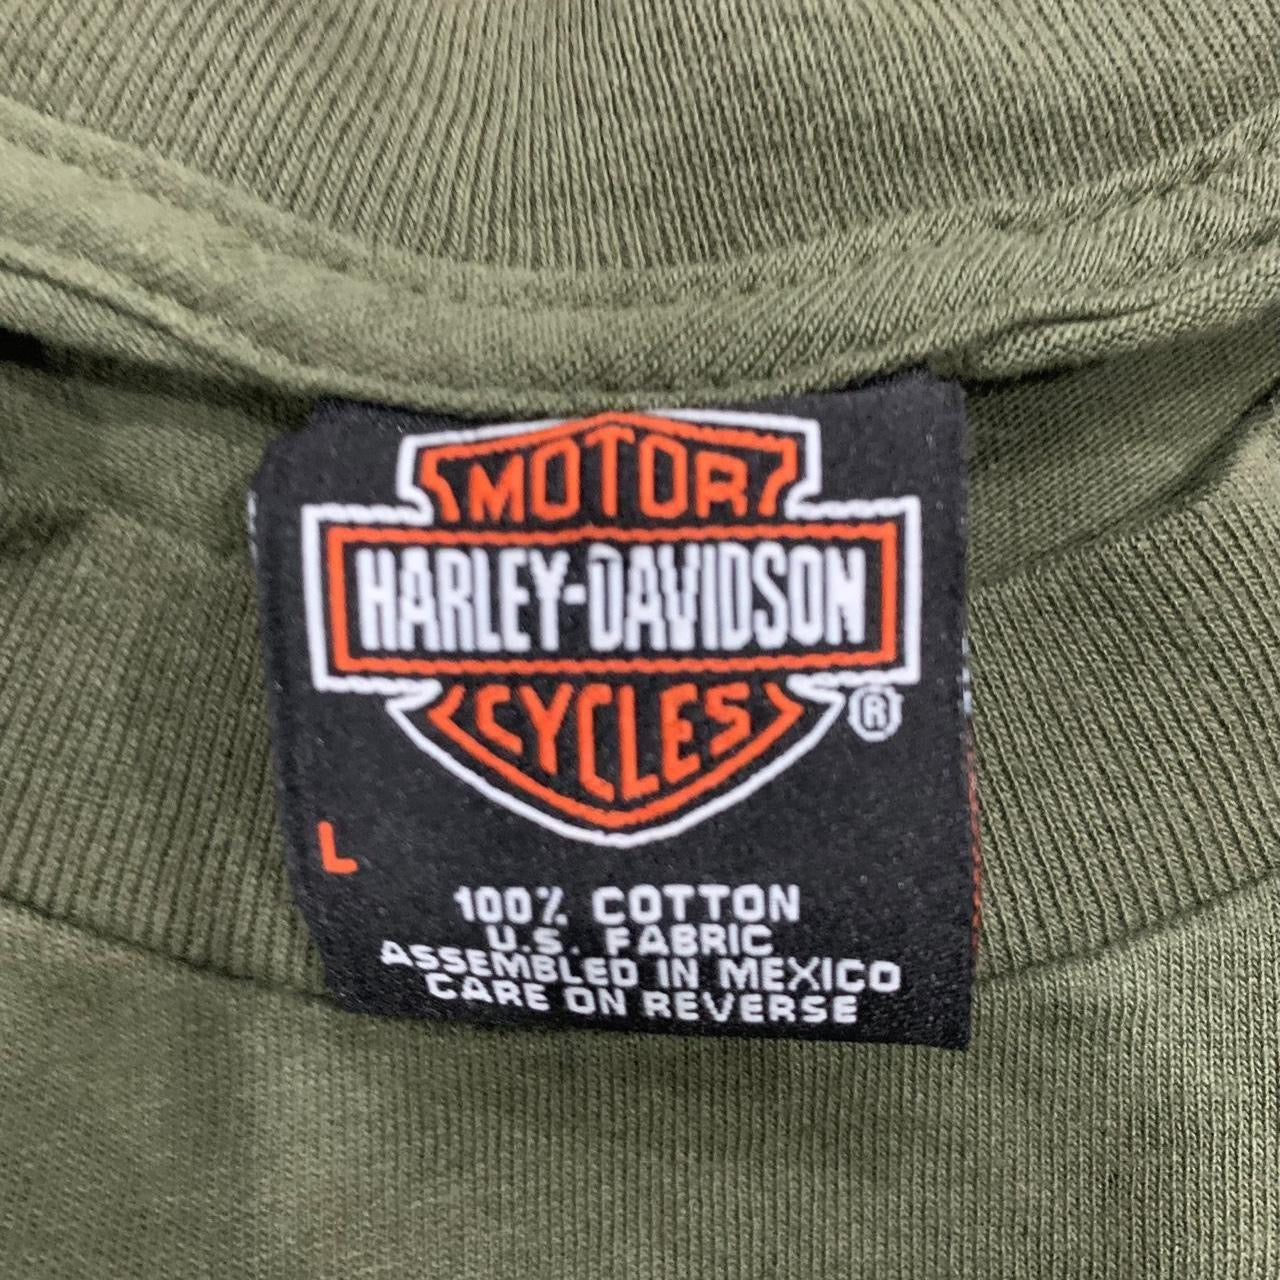 MOTOR
HARLEY-DAVIDSON
CYCLES
®
L
100% COTTON
U.S. FABRIC
ASSEMBLED IN MEXICO
CARE ON REVERSE